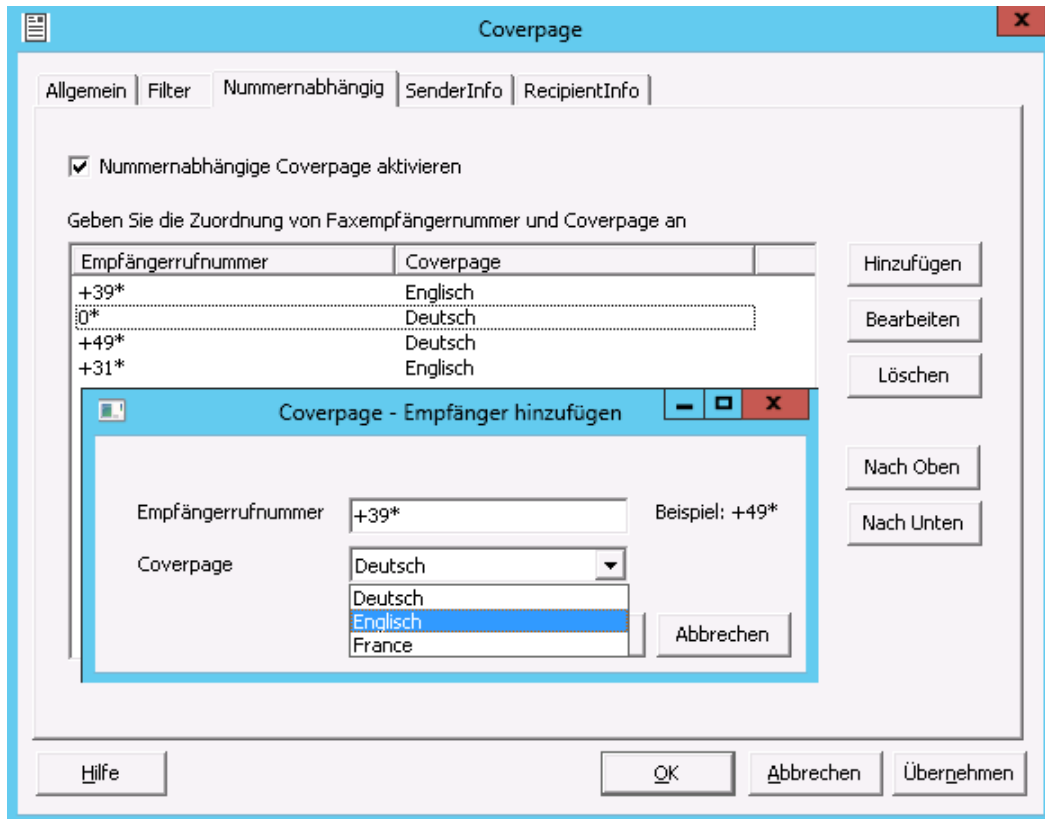 Coverpage
Allgemein Filter Nummernabhängig SenderInfo RecipientInfo
Nummernabhängige Coverpage aktivieren
Geben Sie die Zuordnung von Faxempfängernummer und Coverpage an
Empfängerrufnummer Coverpage
+39* Englisch
0* Deutsch
+49* Deutsch
+31* Englisch
Hinzufügen
Bearbeiten
Löschen
Nach Oben
Nach Unten
Coverpage - Empfänger hinzufügen
Empfängerrufnummer +39* Beispiel: +49*
Coverpage Deutsch
Deutsch
Englisch
France
Abbrechen
Hilfe OK Abbrechen Übernehmen